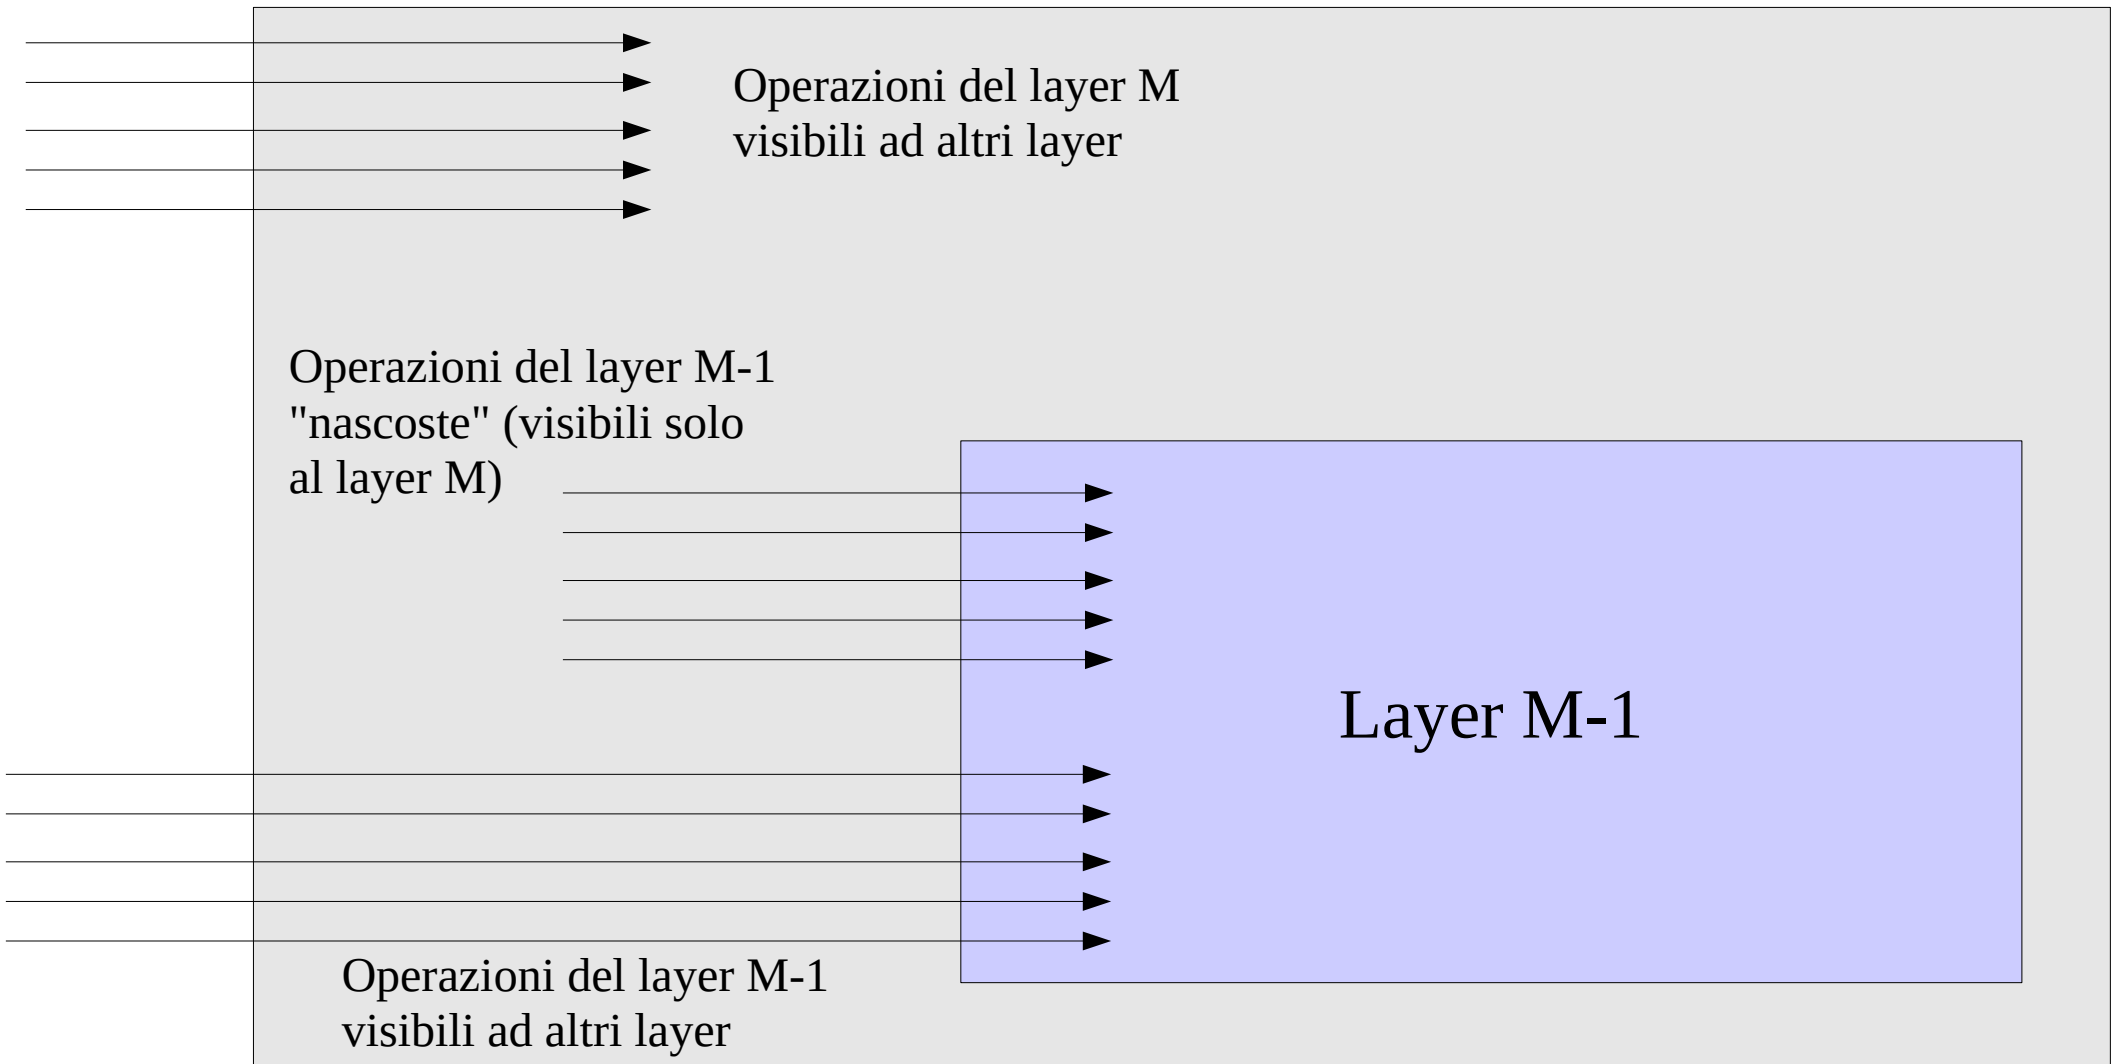 Operazioni del layer M
visibili ad altri layer
Operazioni del layer M-1
"nascoste" (visibili solo
al layer M)
Layer M-1
Operazioni del layer M-1
visibili ad altri layer